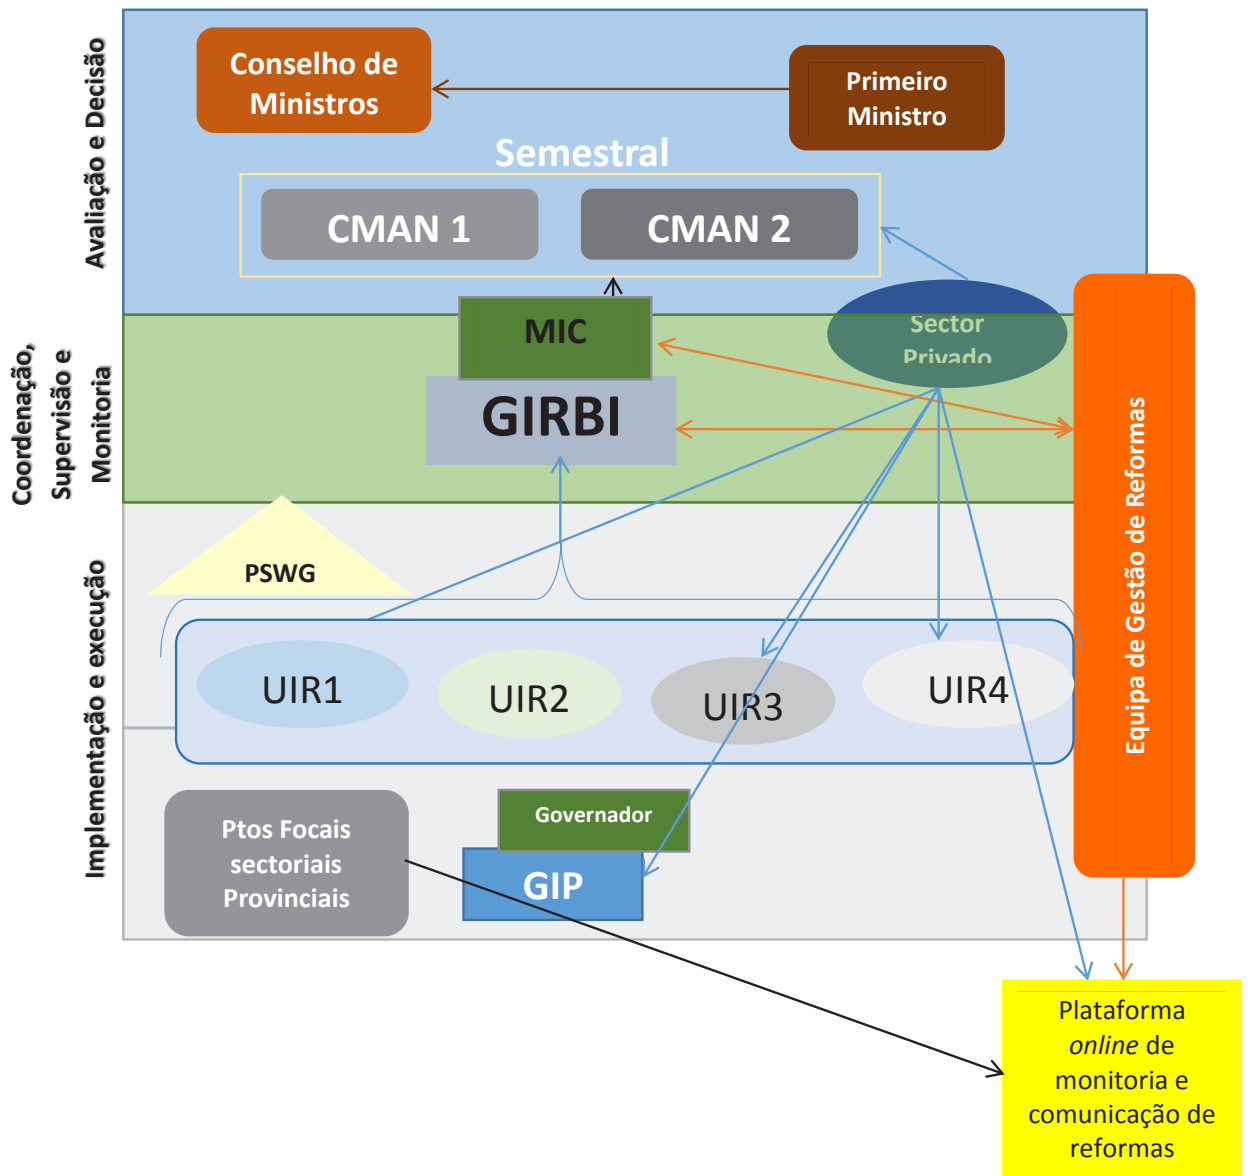 Avaliação e Decisão
Conselho de
Ministros
Primeiro
Ministro
Semestral
CMAN 1
CMAN 2
Coordenação,
Supervisão e
Monitoria
MIC
GIRBI
Sector
Privado
Equipa de Gestão de Reformas
Implementação e execução
PSWG
UIR1
UIR2
UIR3
UIR4
Ptos Focais
sectoriais
Provinciais
Governador
GIP
Plataforma
online de
monitoria e
comunicação de
reformas